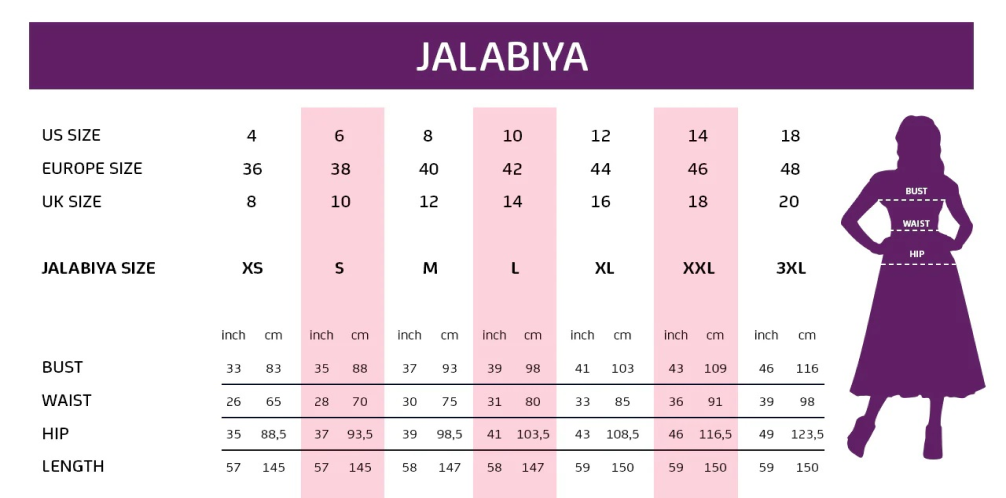 JALABIYA
US SIZE 4 6 8 10 12 14 18
EUROPE SIZE 36 38 40 42 44 46 48
UK SIZE 8 10 12 14 16 18 20
JALABIYA SIZE XS S M L XL XXL 3XL
inch cm inch cm inch cm inch cm inch cm inch cm inch cm
BUST 33 83 35 88 37 93 39 98 41 103 43 109 46 116
WAIST 26 65 28 70 30 75 31 80 33 85 36 91 39 98
HIP 35 88,5 37 93,5 39 98,5 41 103,5 43 108,5 46 116,5 49 123,5
LENGTH 57 145 57 145 58 147 58 147 59 150 59 150 59 150
BUST
WAIST
HIP